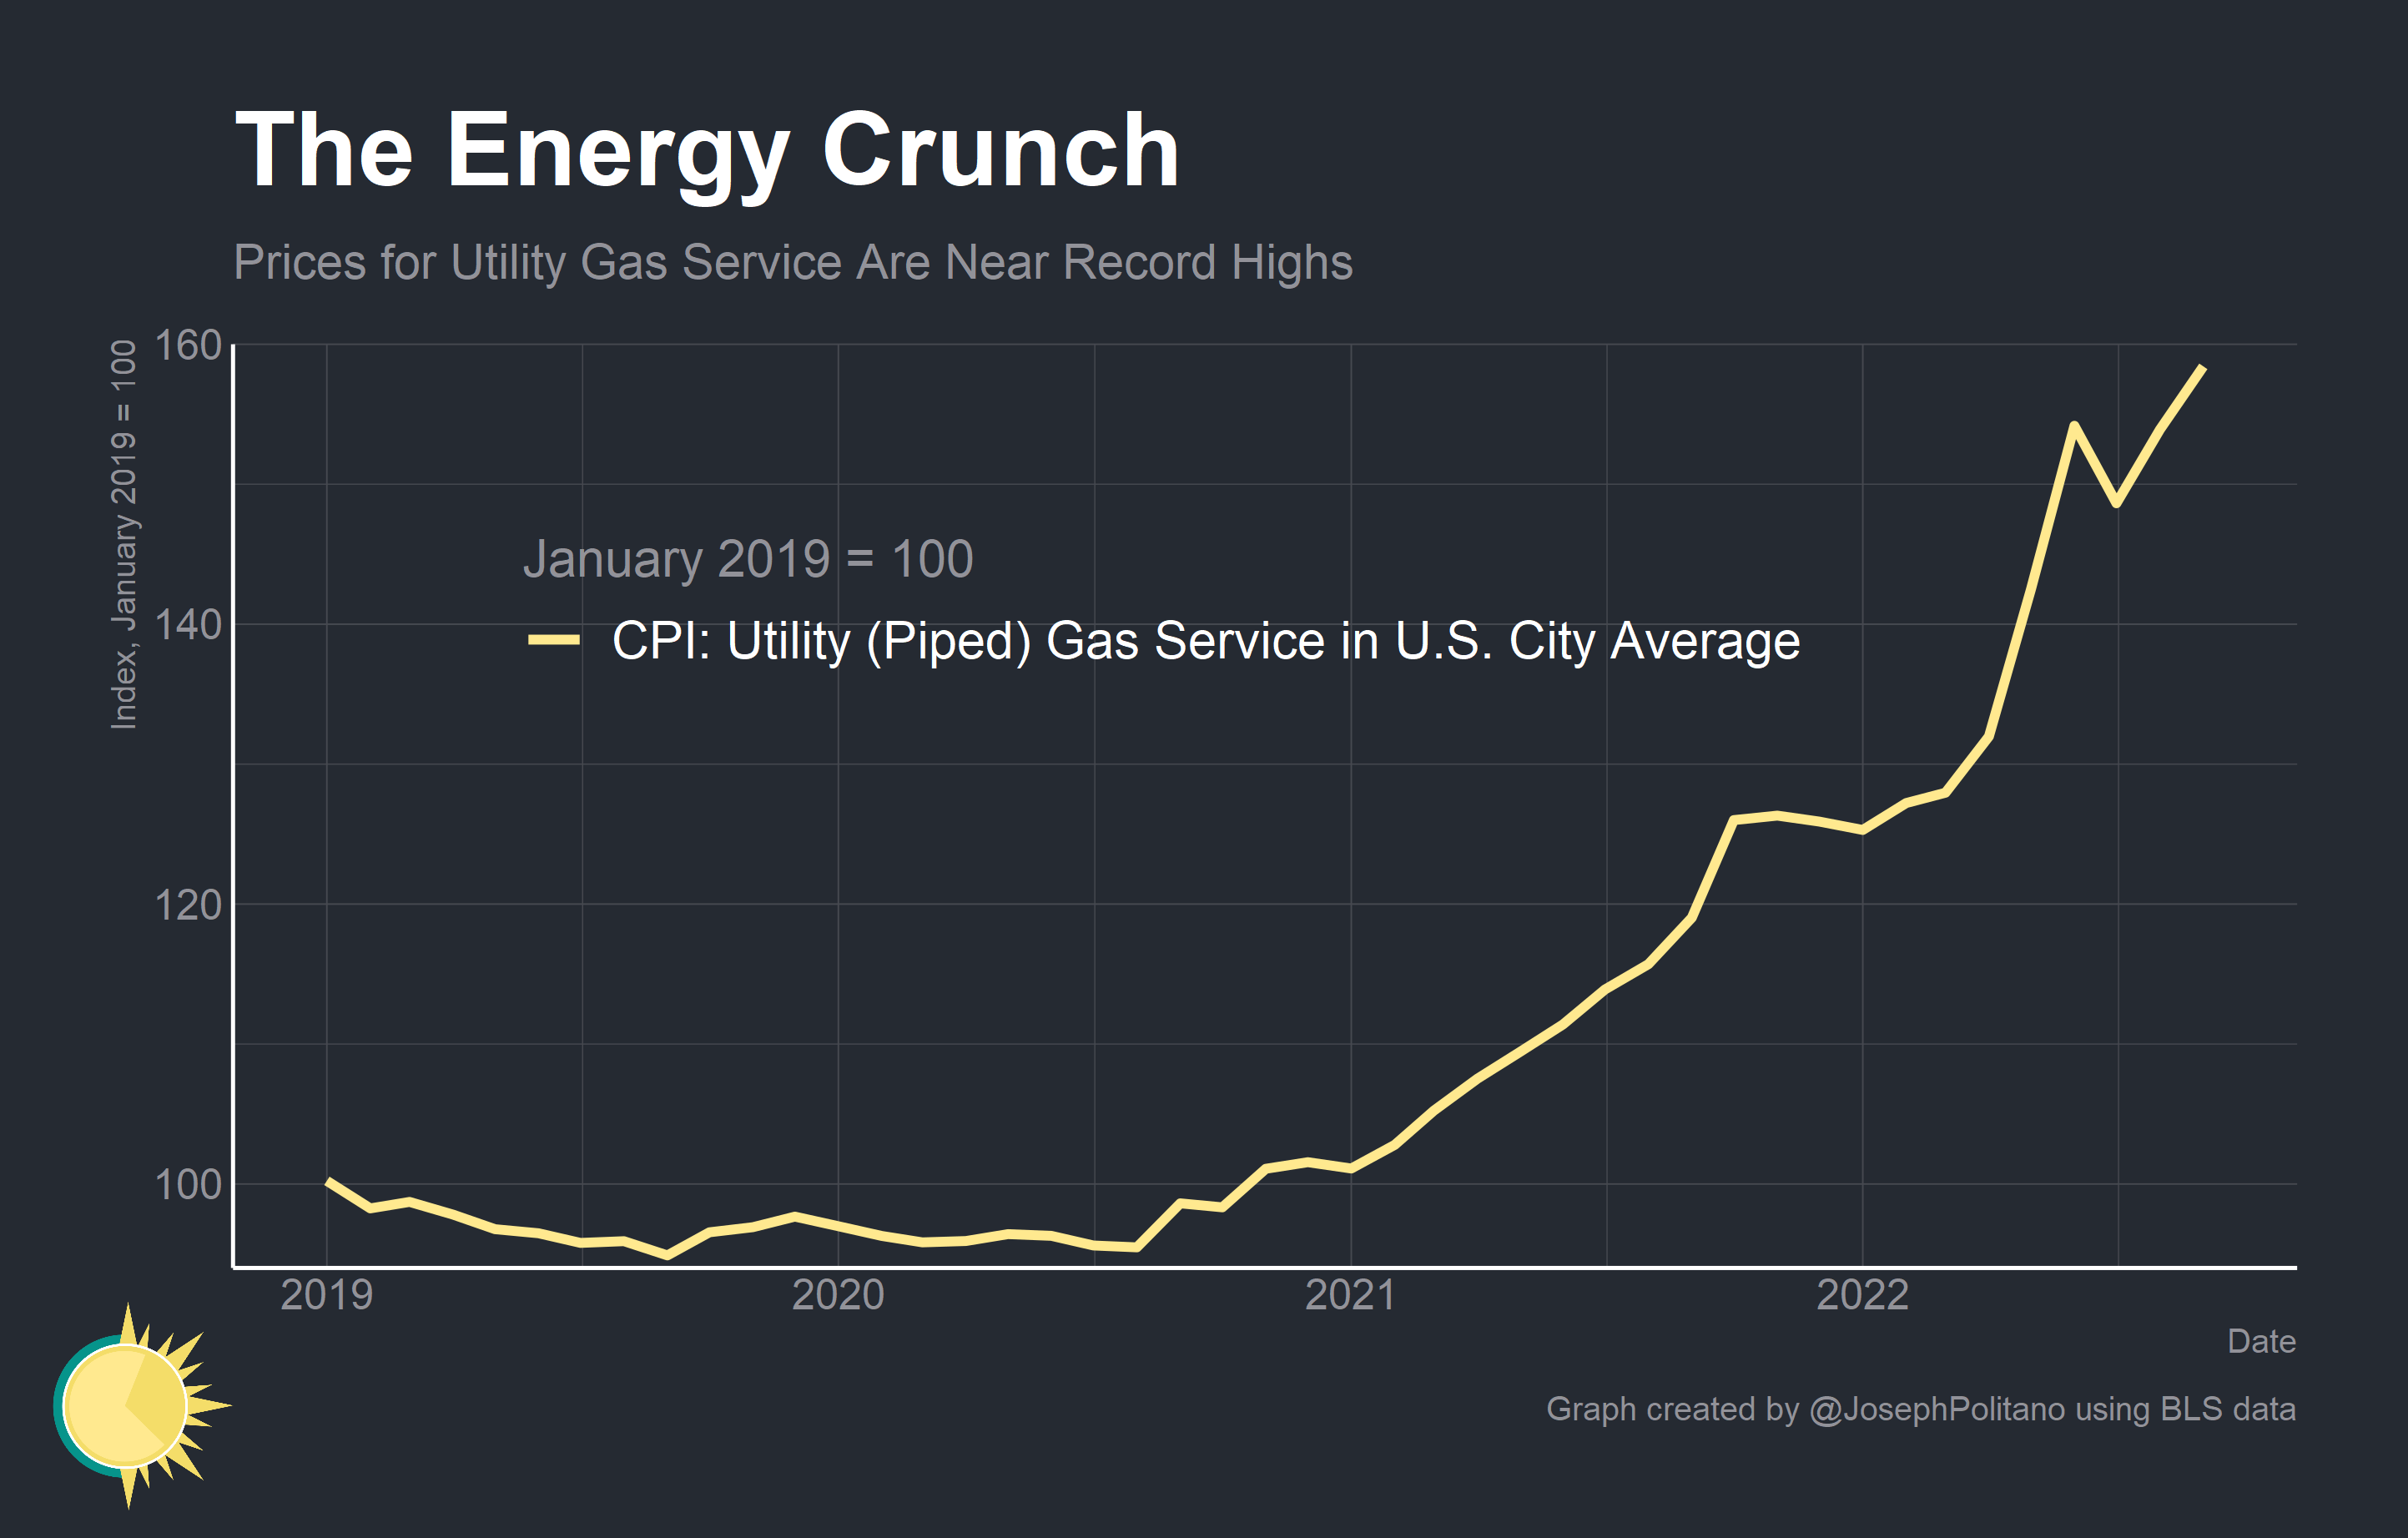 The Energy Crunch
Prices for Utility Gas Service Are Near Record Highs
Index, January 2019 = 100
160
140
120
100
January 2019 = 100
CPI: Utility (Piped) Gas Service in U.S. City Average
2019 2020 2021 2022
Date
Graph created by @JosephPolitano using BLS data